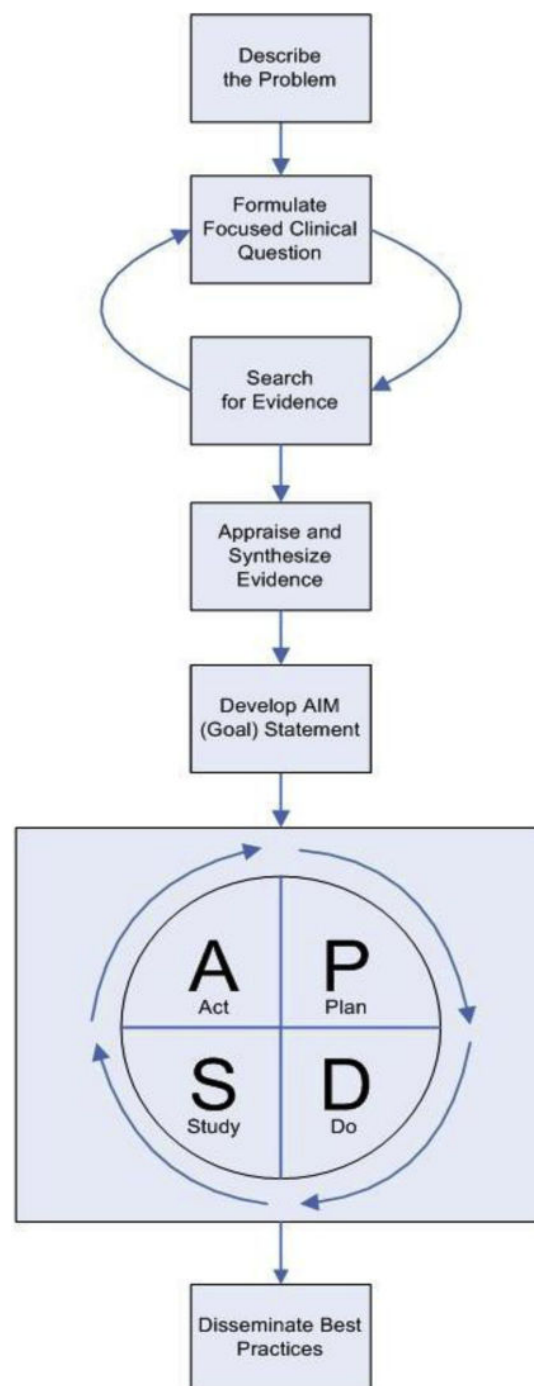 Describe
the Problem
Formulate
Focused Clinical
Question
Search
for Evidence
Appraise and
Synthesize
Evidence
Develop AIM
(Goal) Statement
A P
Act Plan
S D
Study Do
Disseminate Best
Practices